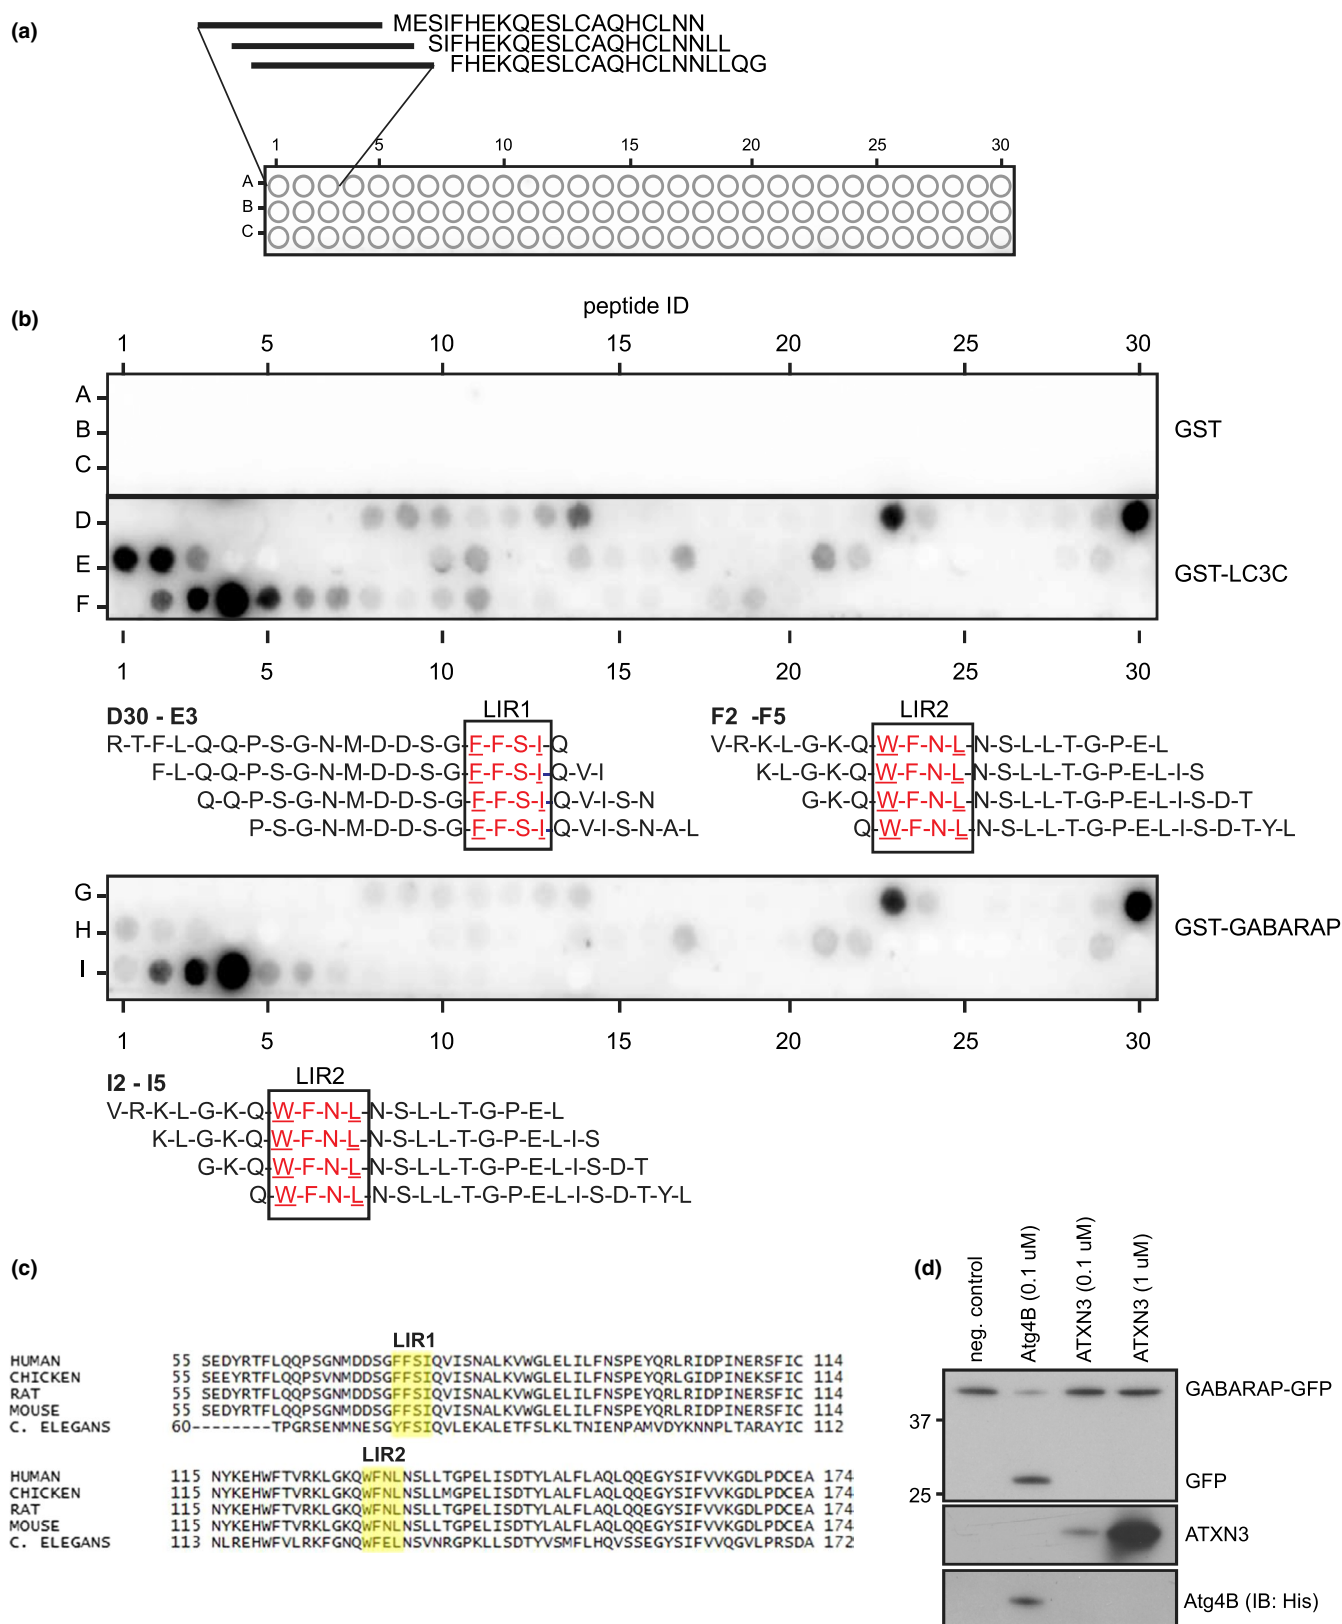 (a)
MESIFHEKQESLCAQHCLNN
SIFHEKQESLCAQHCLNNLL
FHEKQESLCAQHCLNNLLQG
1 5 10 15 20 25 30
A
B
C
(b)
peptide ID
1 5 10 15 20 25 30
A
B
C
GST
D
E
F
GST-LC3C
1 5 10 15 20 25 30
D30 - E3
LIR1
R-T-F-L-Q-Q-P-S-G-N-M-D-D-S-G-F-F-S-I-Q
F-L-Q-Q-P-S-G-N-M-D-D-S-G-F-F-S-I-Q-V-I
Q-Q-P-S-G-N-M-D-D-S-G-F-F-S-I-Q-V-I-S-N
P-S-G-N-M-D-D-S-G-F-F-S-I-Q-V-I-S-N-A-L
F2 -F5
LIR2
V-R-K-L-G-K-Q-W-F-N-L-N-S-L-L-T-G-P-E-L
K-L-G-K-Q-W-F-N-L-N-S-L-L-T-G-P-E-L-I-S
G-K-Q-W-F-N-L-N-S-L-L-T-G-P-E-L-I-S-D-T
Q-W-F-N-L-N-S-L-L-T-G-P-E-L-I-S-D-T-Y-L
G
H
I
GST-GABARAP
1 5 10 15 20 25 30
I2 - I5
LIR2
V-R-K-L-G-K-Q-W-F-N-L-N-S-L-L-T-G-P-E-L
K-L-G-K-Q-W-F-N-L-N-S-L-L-T-G-P-E-L-I-S
G-K-Q-W-F-N-L-N-S-L-L-T-G-P-E-L-I-S-D-T
Q-W-F-N-L-N-S-L-L-T-G-P-E-L-I-S-D-T-Y-L
(c)
LIR1
HUMAN 55 SEDYRTFLQQPSGNMDDSGFFSIQVISNALKVWGLELILFNSPEYQRLRIDPINERSFIC 114
CHICKEN 55 SEEYRTFLQQPSVNMDDSGFFSIQVISNALKVWGLELILFNSPEYQRLGIDPINERSFIC 114
RAT 55 SEDYRTFLQQPSGNMDDSGFFSIQVISNALKVWGLELILFNSPEYQRLRIDPINERSFIC 114
MOUSE 55 SEDYRTFLQQPSGNMDDSGFFSIQVISNALKVWGLELILFNSPEYQRLRIDPINERSFIC 114
C. ELEGANS 60--------TPGRSENMNESGYFSIQVLEKALETFSLKLTNIENPAMVDYKNNPLTARAYIC 112
LIR2
HUMAN 115 NYKEHWFTVRKLGKQWFNLNSLLTGPELISDTYLALFLAQLQQEGYSIFVVKGDLPDCEA 174
CHICKEN 115 NYKEHWFTVRKLGKQWFNLNSLLMGPELISDTYLALFLAQLQQEGYSIFVVKGDLPDCEA 174
RAT 115 NYKEHWFTVRKLGKQWFNLNSLLTGPELISDTYLALFLAQLQQEGYSIFVVKGDLPDCEA 174
MOUSE 115 NYKEHWFTVRKLGKQWFNLNSLLTGPELISDTYLALFLAQLQQEGYSIFVVKGDLPDCEA 174
C. ELEGANS 113 NLREHWFVLRKFGNQWFELNSVNRGPKLLSDTYVSMFLHQVSSEGYSIFVVQGVLPRSDA 172
(d)
neg. control
Atg4B (0.1 uM)
ATXN3 (0.1 uM)
ATXN3 (1 uM)
GABARAP-GFP
37
GFP
25
ATXN3
Atg4B (IB: His)